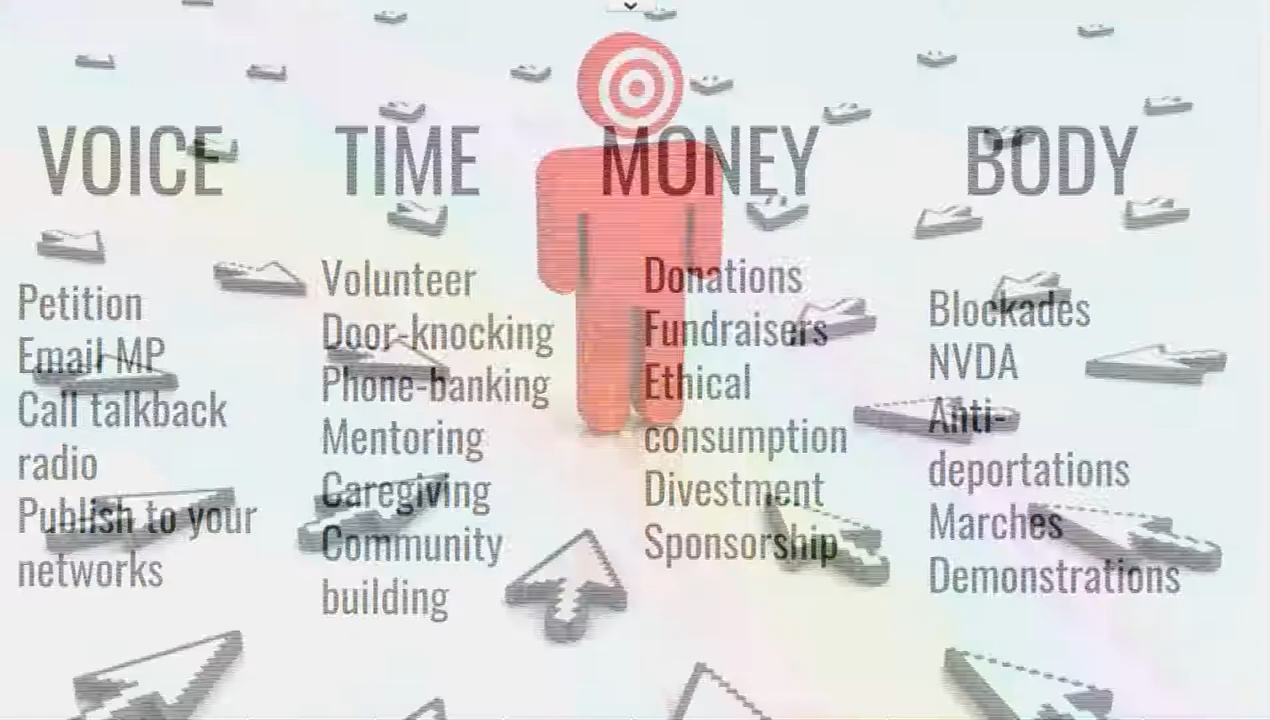 VOICE
Petition
Email MP
Call talkback
radio
Publish to your
networks
TIME
Volunteer
Door-knocking
Phone-banking
Mentoring
Caregiving
Community
building
MONEY
Donations
Fundraisers
Ethical
consumption
Divestment
Sponsorship
BODY
Blockades
NVDA
Anti-
deportations
Marches
Demonstrations